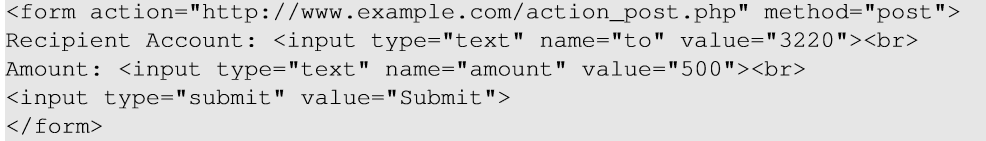 <form action="http://www.example.com/action_post.php" method="post">
Recipient Account: <input type="text" name="to" value="3220"><br>
Amount: <input type="text" name="amount" value="500"><br>
<input type="submit" value="Submit">
</form>